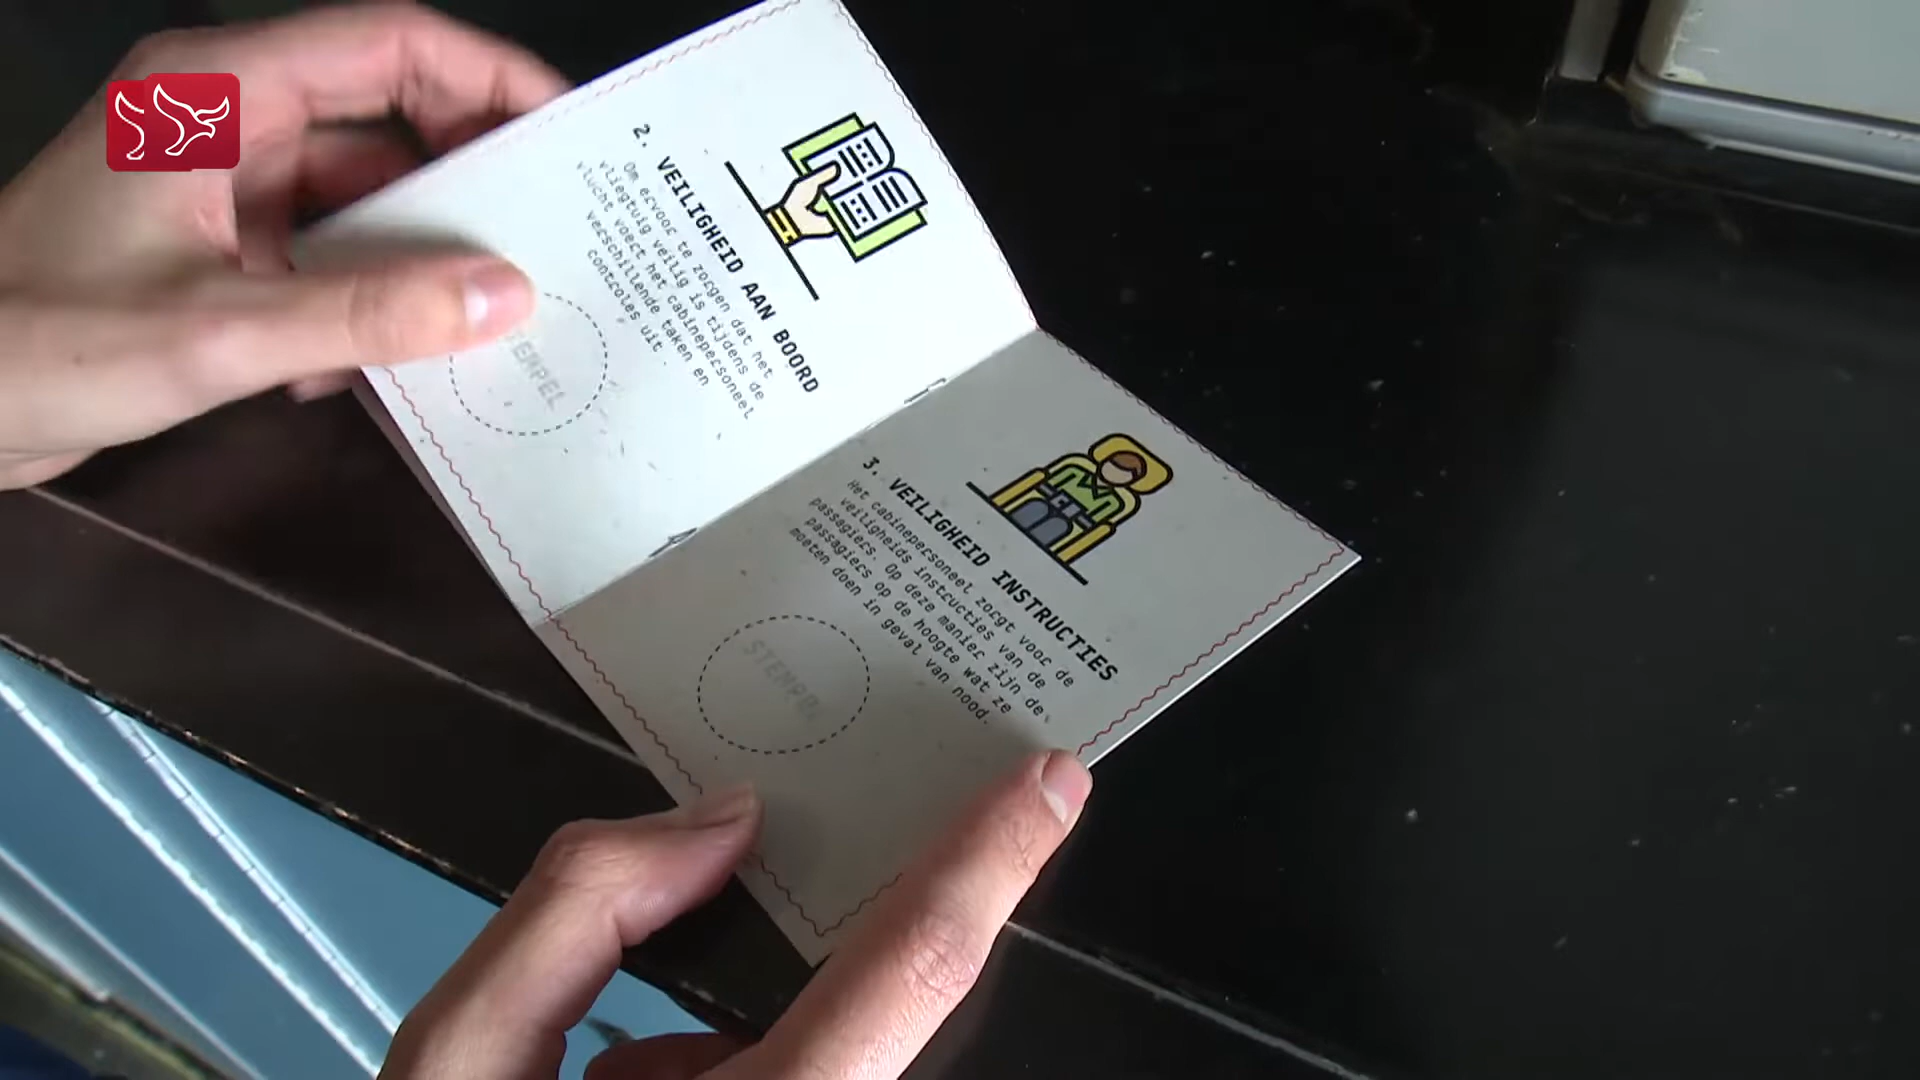 2. VEILIGHEID AAN BOORD
Om ervoor te zorgen dat het
vliegtuig veilig is tijdens de
vlucht voert het cabinepersoneel
verschillende taken en
controles uit.
STEMPEL
3. VEILIGHEID INSTRUCTIES
Het cabinepersoneel zorgt voor de
veiligheids instructies van de
passagiers. Op deze manier zijn de
passagiers op de hoogte wat ze
moeten doen in geval van nood.
STEMPEL